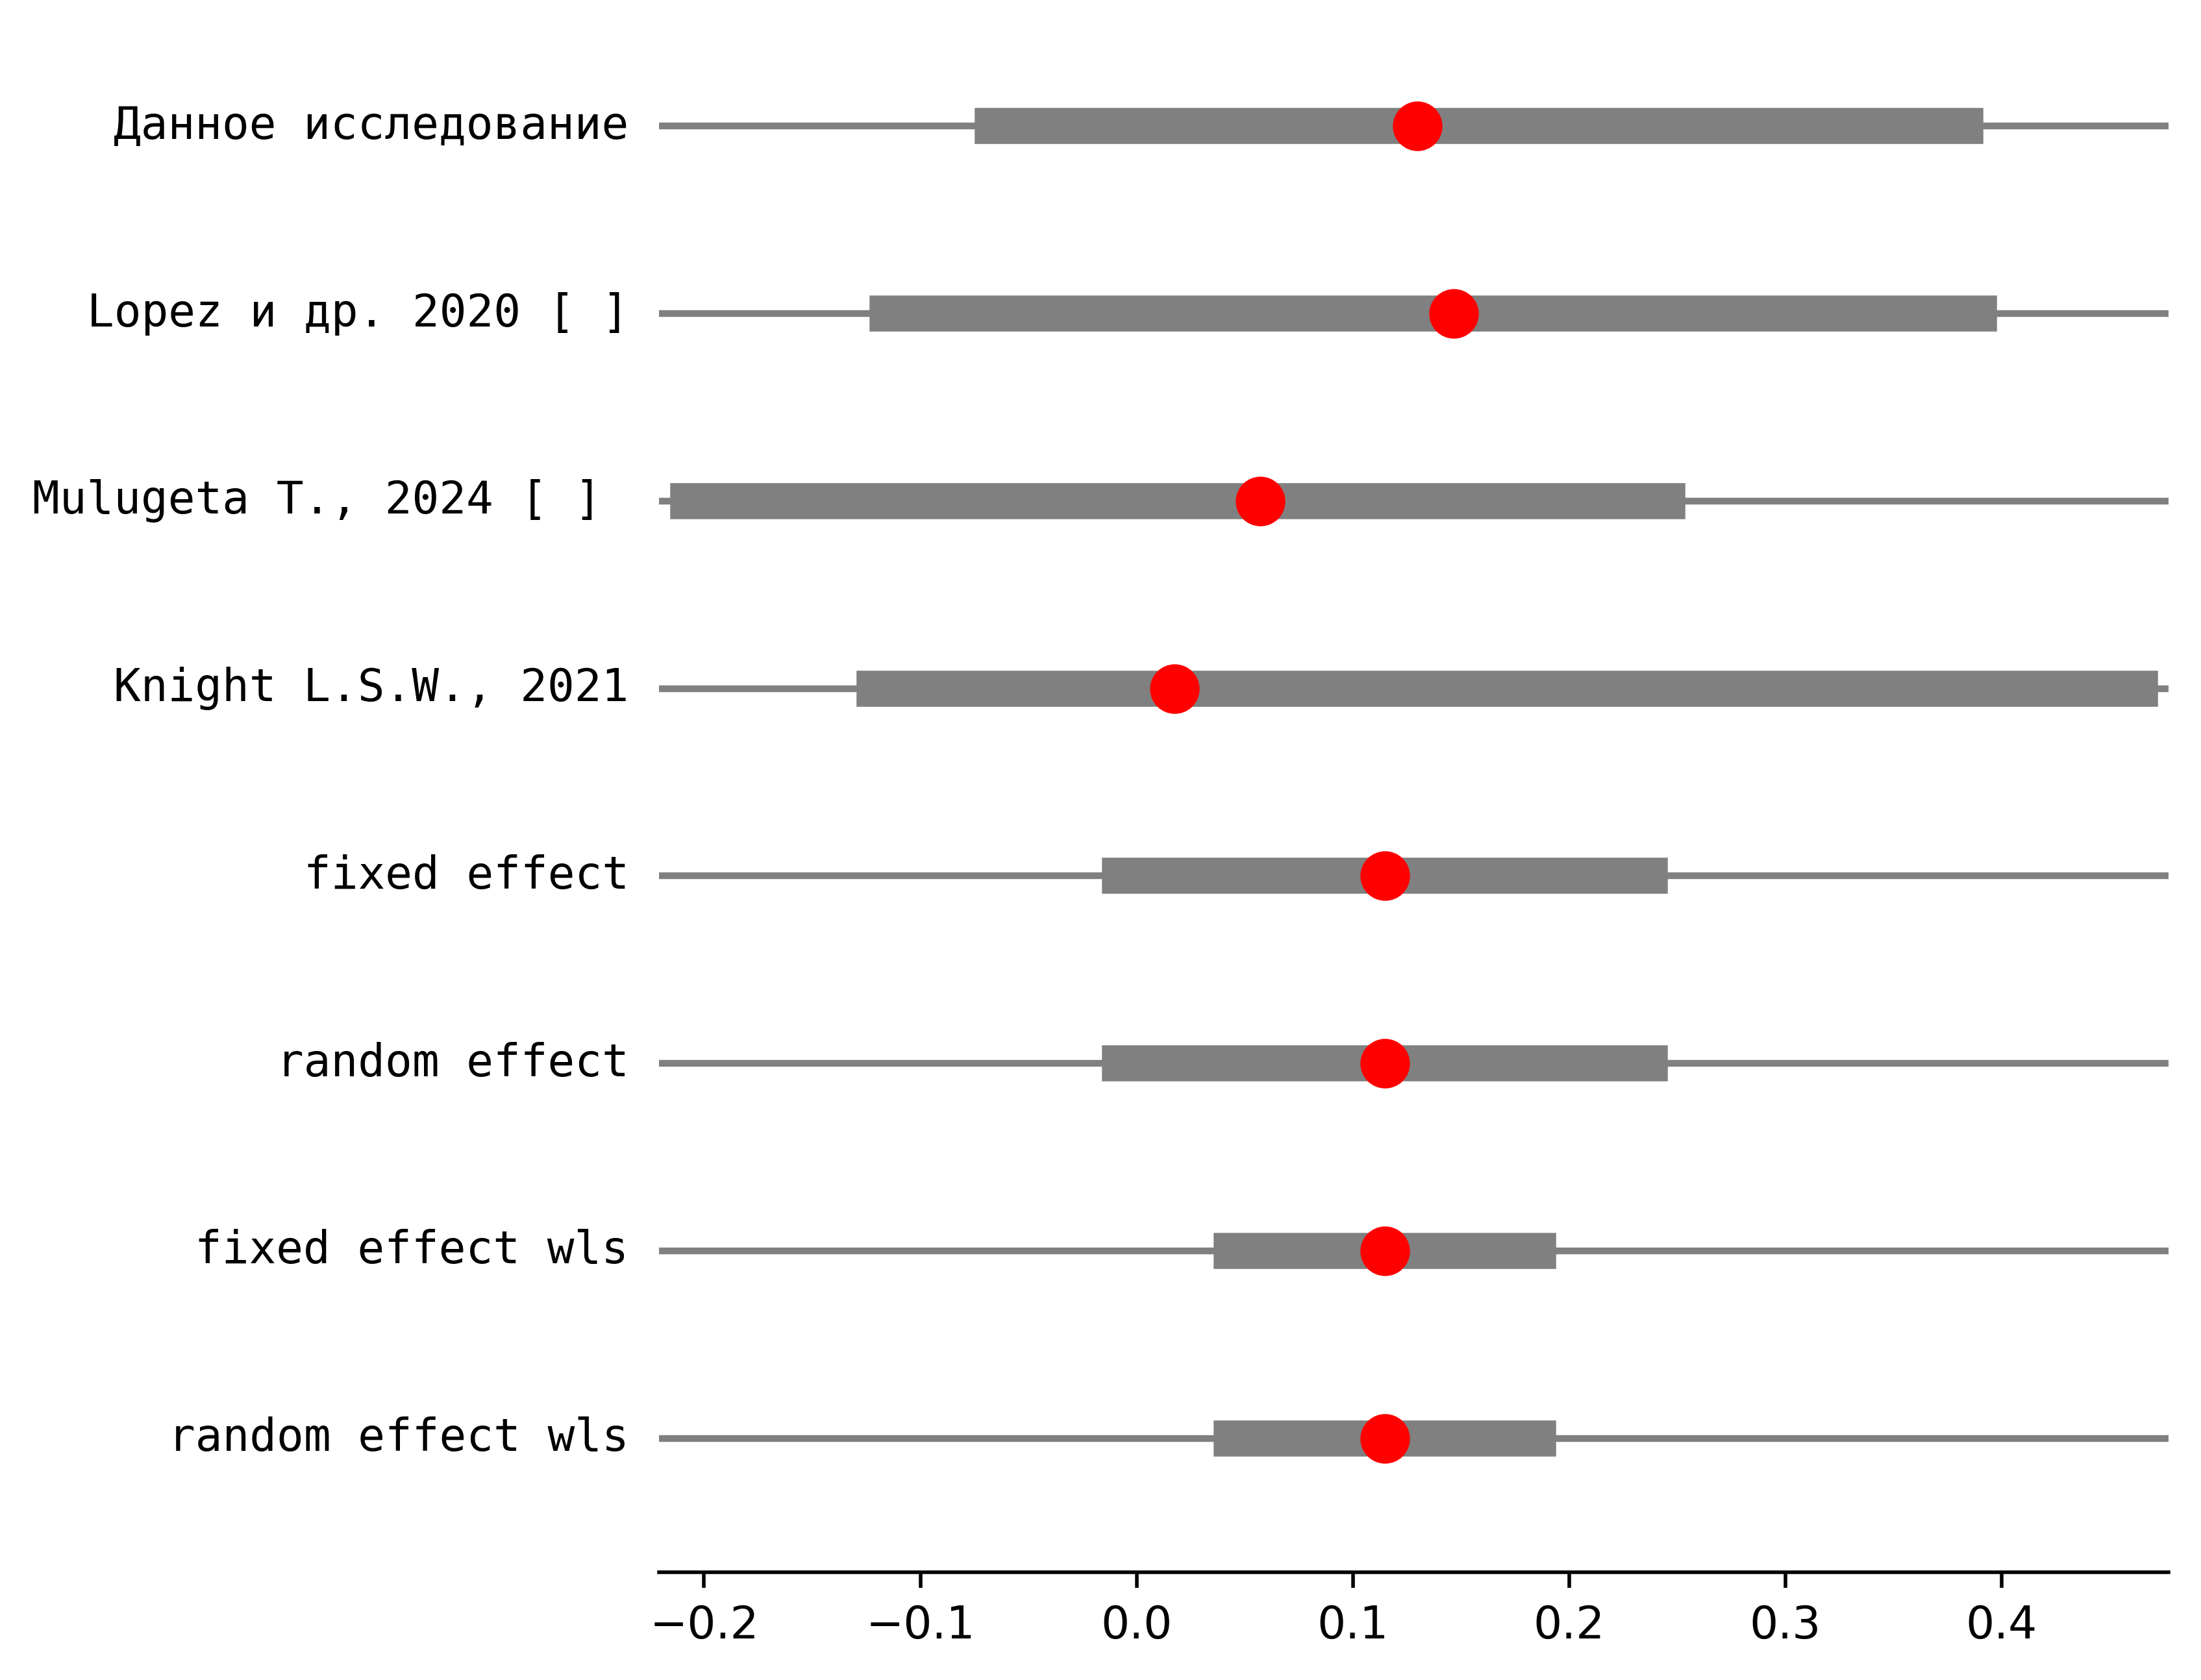 Данное исследование
Lopez и др. 2020 [ ]
Mulugeta T., 2024 [ ]
Knight L.S.W., 2021
fixed effect
random effect
fixed effect wls
random effect wls
−0.2 −0.1 0.0 0.1 0.2 0.3 0.4